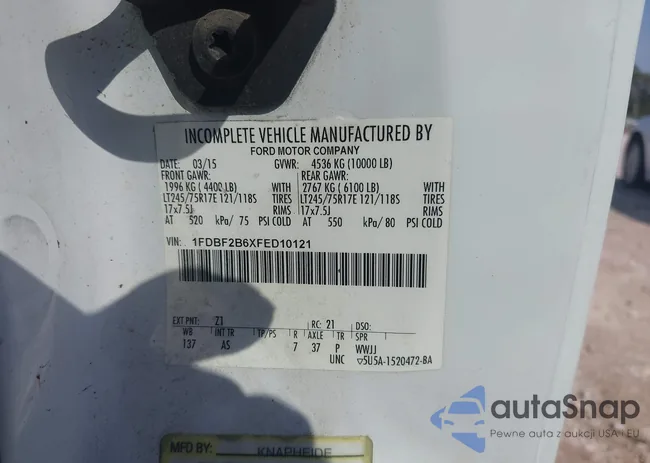 INCOMPLETE VEHICLE MANUFACTURED BY
FORD MOTOR COMPANY
DATE: 03/15 GVWR: 4536 KG (10000 LB)
FRONT GAWR: REAR GAWR:
1996 KG ( 4400 LB) WITH 2767 KG ( 6100 LB) WITH
LT245/75R17E 121/118S TIRES LT245/75R17E 121/118S TIRES
17x7.5J RIMS 17x7.5J RIMS
AT 520 kPa/ 75 PSI COLD AT 550 kPa/ 80 PSI COLD
VIN: 1FDBF2B6XFED10121
EXT PNT: Z1 RC: 21 DSO:
WB INT TR TP/PS R AXLE TR SPR
137 AS 7 37 P WWJJ
UNC ▽5U5A-1520472-BA
MFD BY: KNAPHEIDE
autoSnap
Pewne auta z aukcji USA i EU